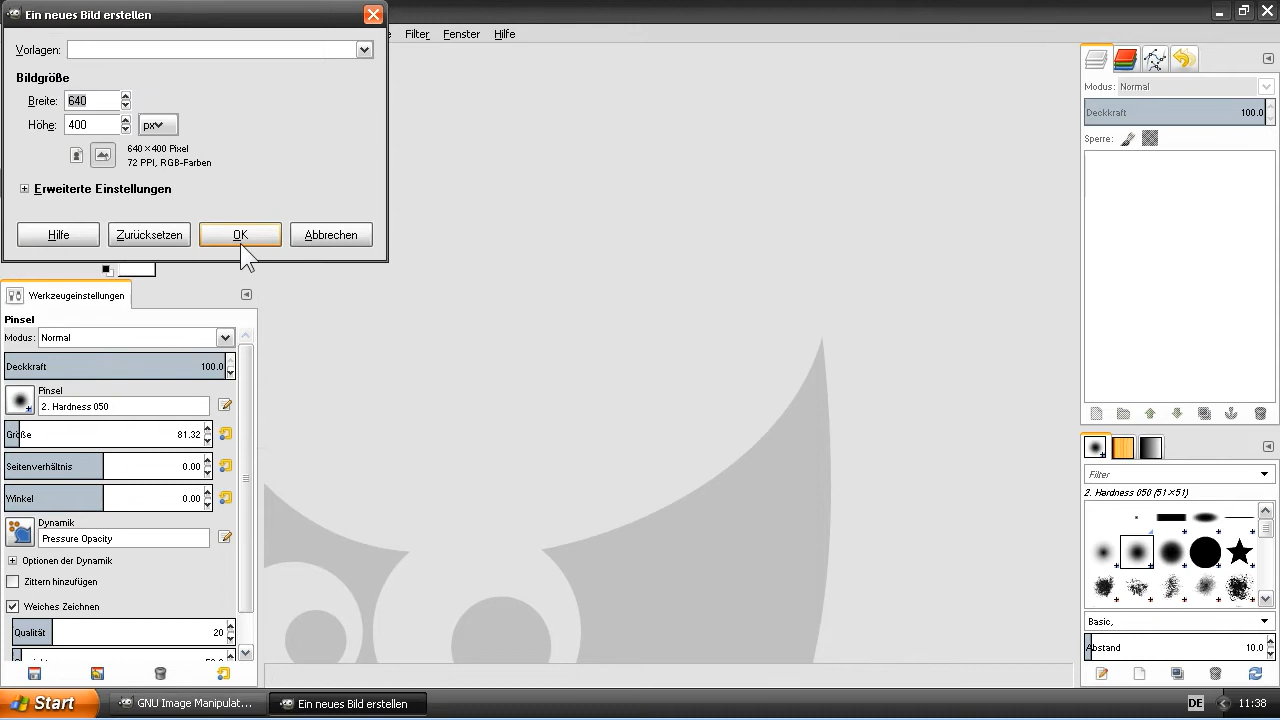 Ein neues Bild erstellen
Filter Fenster Hilfe
Vorlagen:
Bildgröße
Breite: 640
Höhe: 400 px
640 × 400 Pixel
72 PPI, RGB-Farben
Erweiterte Einstellungen
Hilfe Zurücksetzen OK Abbrechen
Werkzeugeinstellungen
Pinsel
Modus: Normal
Deckkraft 100.0
Pinsel
2. Hardness 050
Größe 81.32
Seitenverhältnis 0.00
Winkel 0.00
Dynamik
Pressure Opacity
Optionen der Dynamik
Zittern hinzufügen
Weiches Zeichnen
Qualität 20
Modus: Normal
Deckkraft 100.0
Sperre:
Filter
2. Hardness 050 (51×51)
Basic,
Abstand 10.0
Start GNU Image Manipulat... Ein neues Bild erstellen DE 11:38